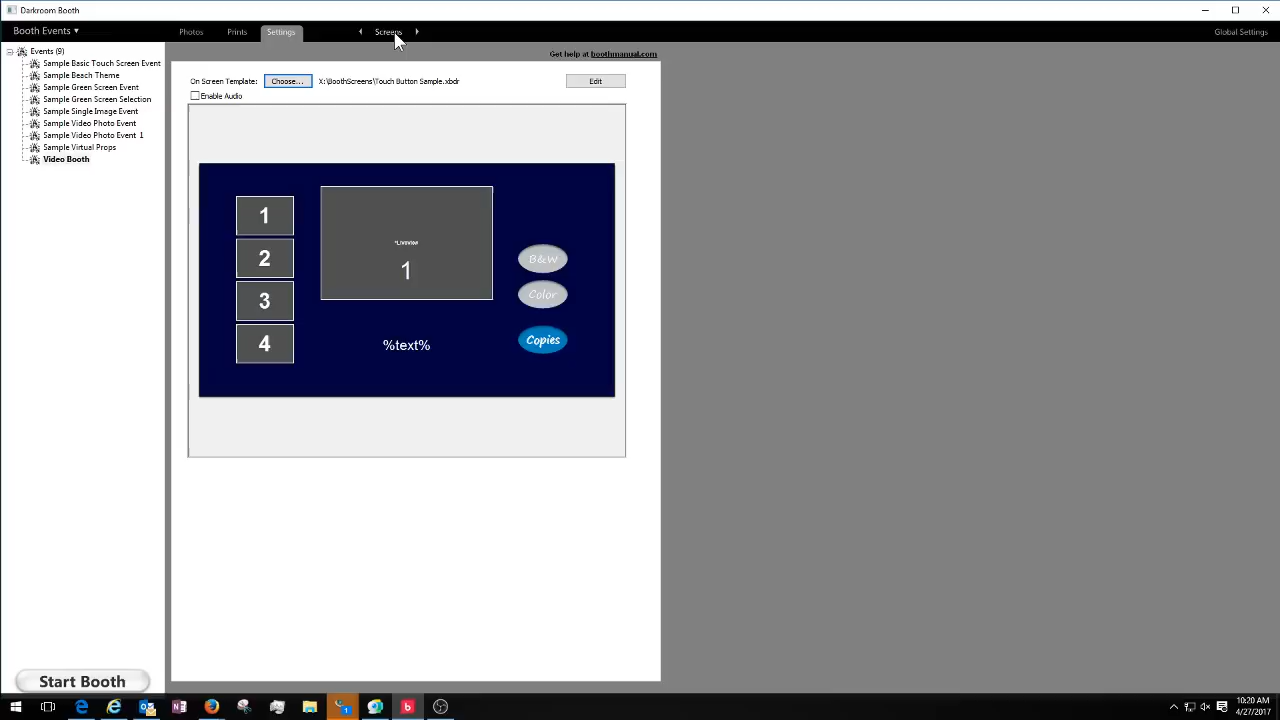 Darkroom Booth
Booth Events
Photos
Prints
Settings
Screens
Global Settings
Events (9)
Sample Basic Touch Screen Event
Sample Beach Theme
Sample Green Screen Event
Sample Green Screen Selection
Sample Single Image Event
Sample Video Photo Event
Sample Video Photo Event 1
Sample Virtual Props
Video Booth
Get help at boothmanual.com
On Screen Template: Choose... X:\BoothScreens\Touch Button Sample.xbdr Edit
Enable Audio
1
2
3
4
*LiveView
1
%text%
B&W
Color
Copies
Start Booth
10:20 AM
4/27/2017